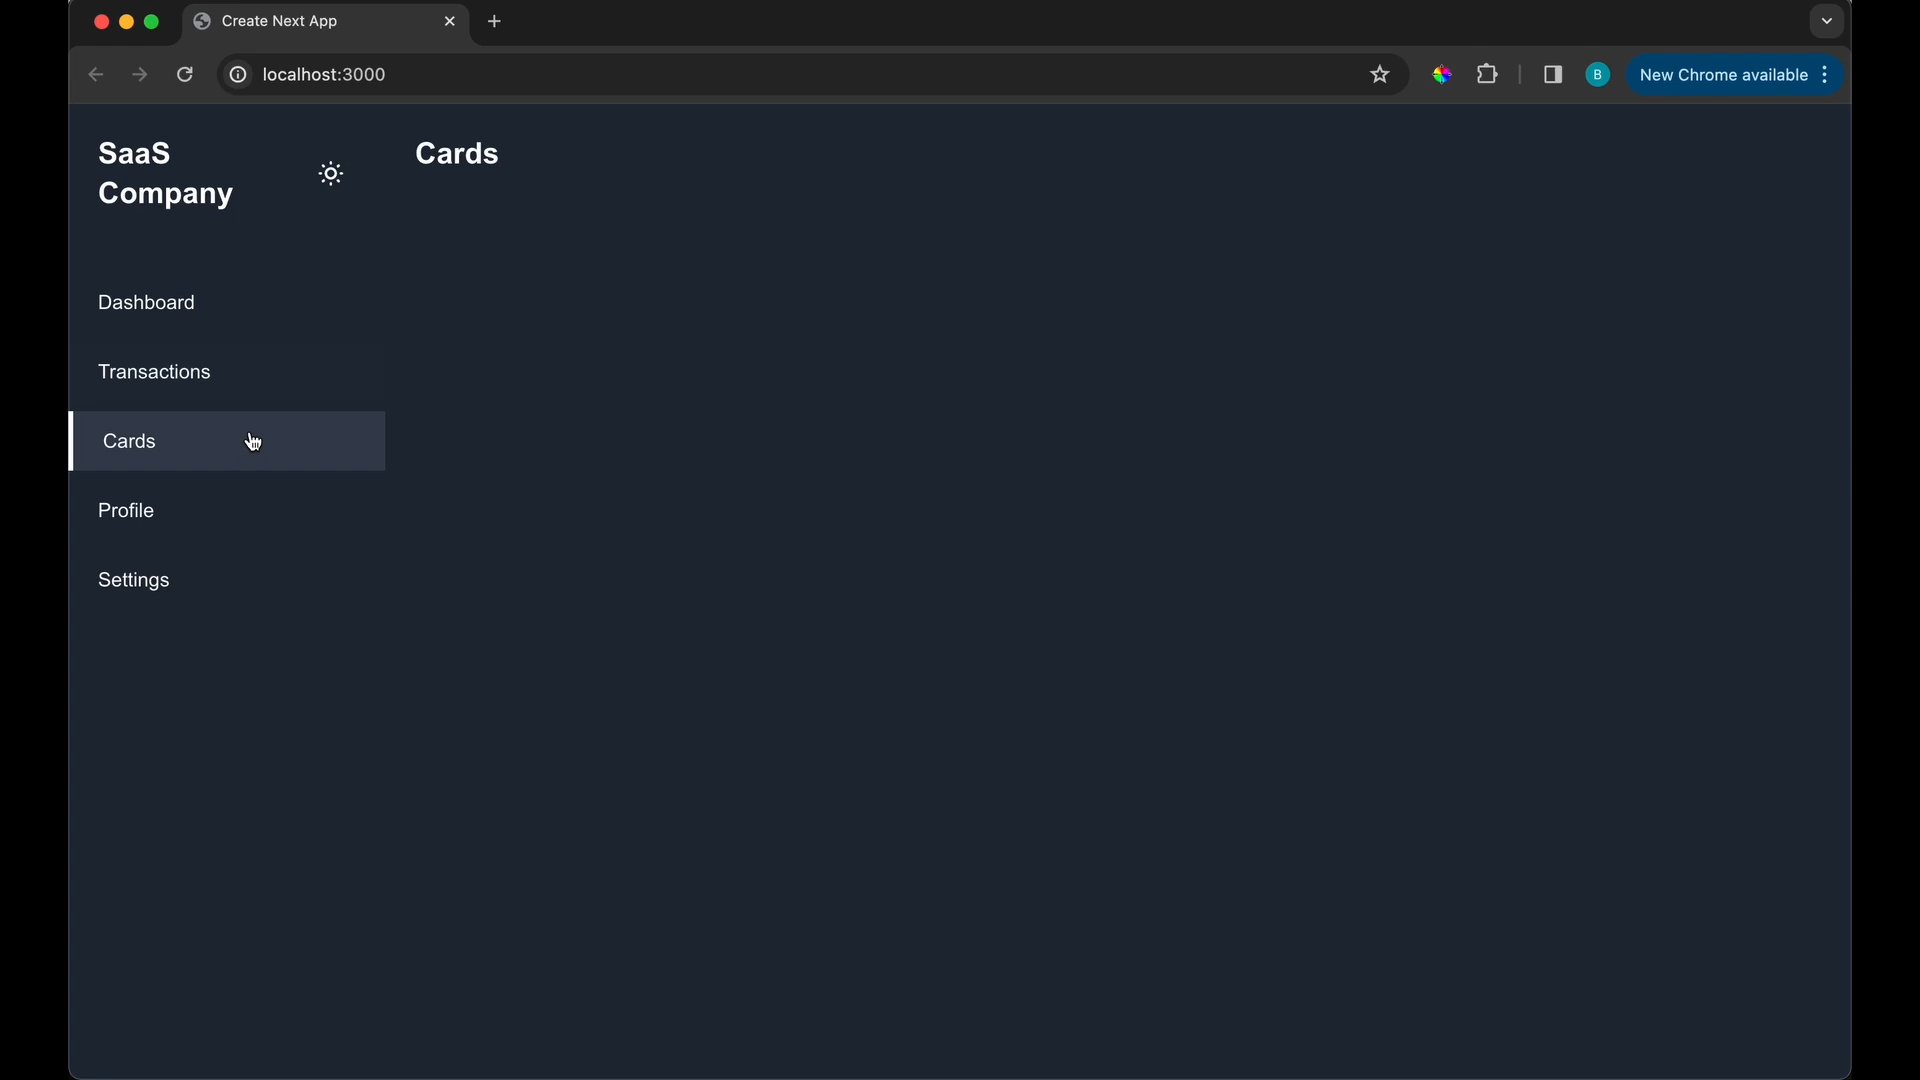 Create Next App
localhost:3000
B
New Chrome available
SaaS
Company
Cards
Dashboard
Transactions
Cards
Profile
Settings